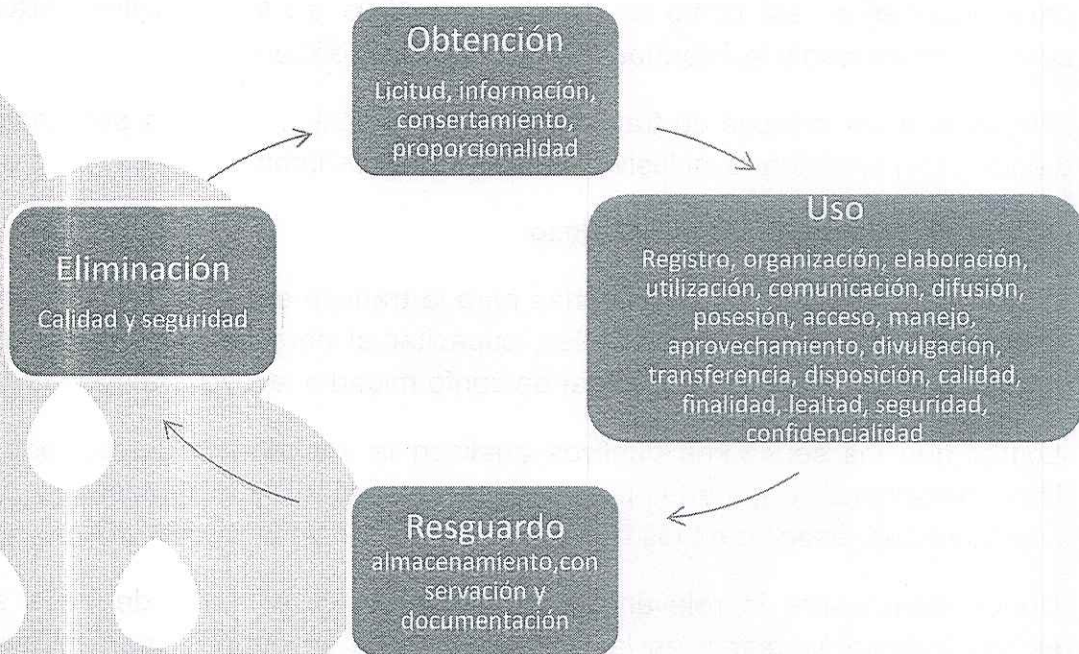 Obtención
Licitud, información,
consertamiento,
proporcionalidad
Uso
Registro, organización, elaboración,
utilización, comunicación, difusión,
posesión, acceso, manejo,
aprovechamiento, divulgación,
transferencia, disposición, calidad,
finalidad, lealtad, seguridad,
confidencialidad
Resguardo
almacenamiento,con
servación y
documentación
Eliminación
Calidad y seguridad